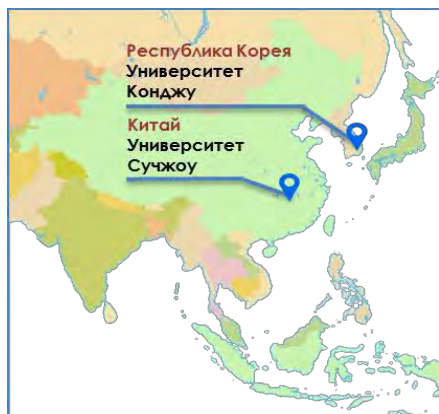 Республика Корея
Университет
Конджу
Китай
Университет
Сучжоу